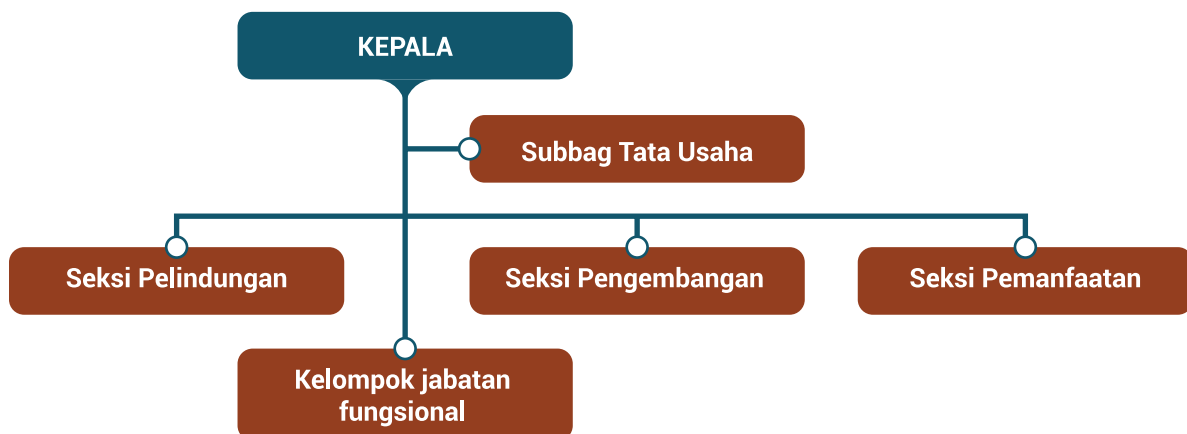 KEPALA
Subbag Tata Usaha
Seksi Pelindungan
Seksi Pengembangan
Seksi Pemanfaatan
Kelompok jabatan
fungsional